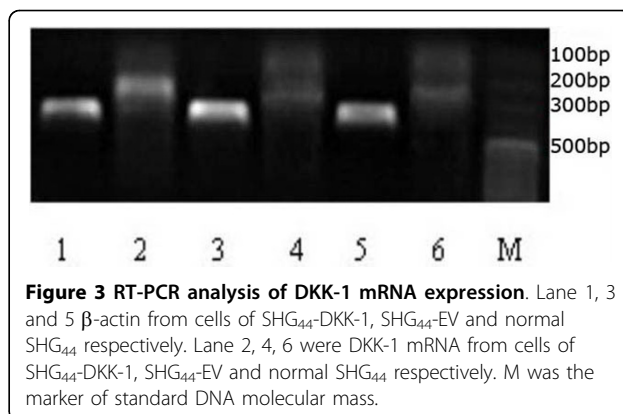 100bp
200bp
300bp
500bp
1 2 3 4 5 6 M
Figure 3 RT-PCR analysis of DKK-1 mRNA expression. Lane 1, 3
and 5 β-actin from cells of SHG₄₄-DKK-1, SHG₄₄-EV and normal
SHG₄₄ respectively. Lane 2, 4, 6 were DKK-1 mRNA from cells of
SHG₄₄-DKK-1, SHG₄₄-EV and normal SHG₄₄ respectively. M was the
marker of standard DNA molecular mass.